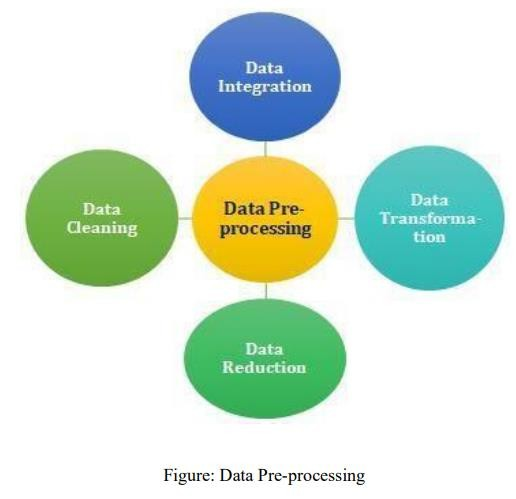 Data
Integration
Data
Cleaning
Data Pre-
processing
Data
Transforma-
tion
Data
Reduction
Figure: Data Pre-processing